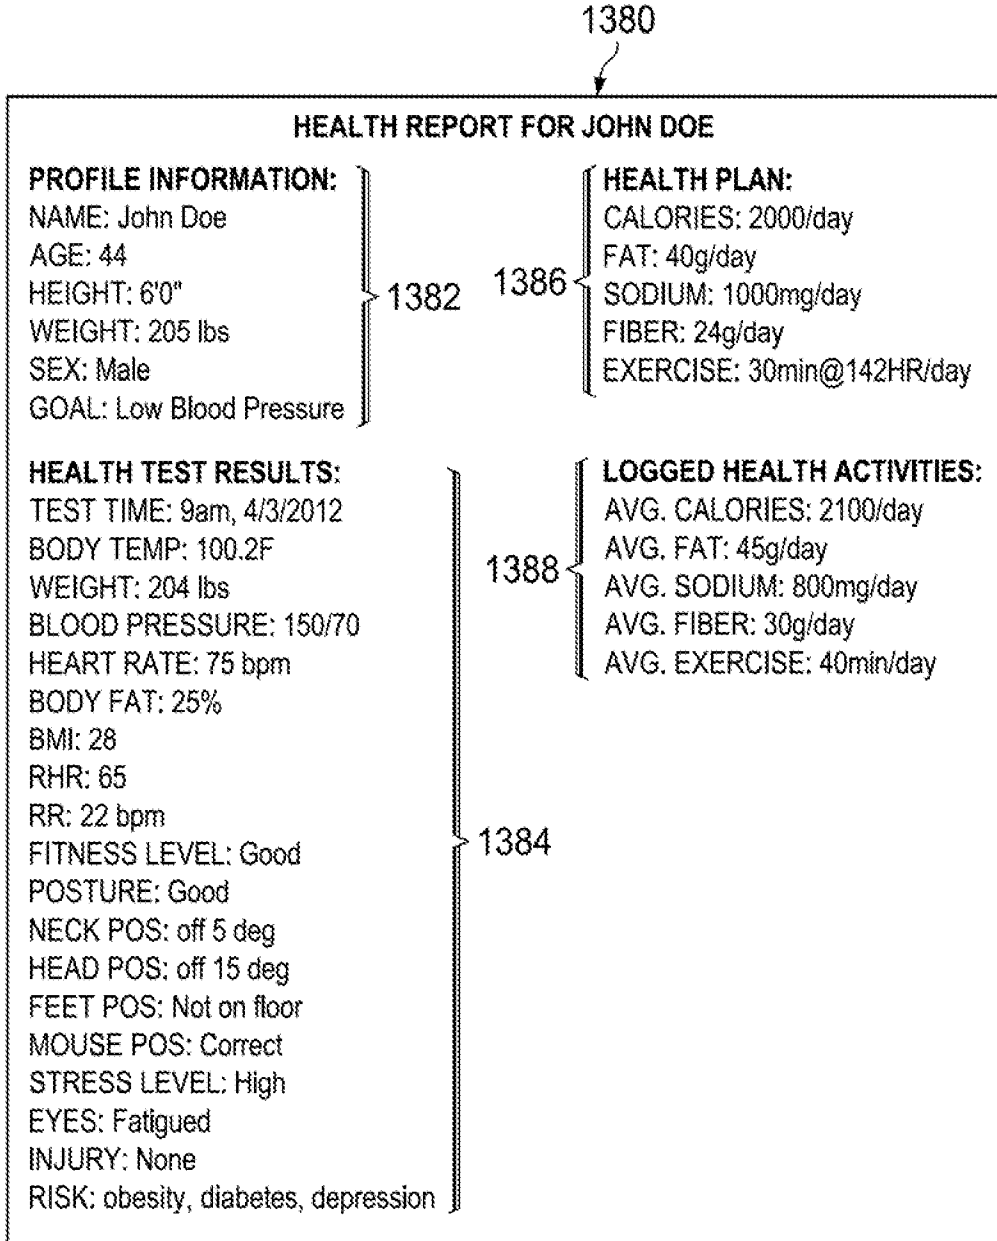 1380
HEALTH REPORT FOR JOHN DOE
PROFILE INFORMATION:
NAME: John Doe
AGE: 44
HEIGHT: 6'0"
WEIGHT: 205 lbs
SEX: Male
GOAL: Low Blood Pressure
1382
HEALTH PLAN:
CALORIES: 2000/day
FAT: 40g/day
SODIUM: 1000mg/day
FIBER: 24g/day
EXERCISE: 30min@142HR/day
1386
HEALTH TEST RESULTS:
TEST TIME: 9am, 4/3/2012
BODY TEMP: 100.2F
WEIGHT: 204 lbs
BLOOD PRESSURE: 150/70
HEART RATE: 75 bpm
BODY FAT: 25%
BMI: 28
RHR: 65
RR: 22 bpm
FITNESS LEVEL: Good
POSTURE: Good
NECK POS: off 5 deg
HEAD POS: off 15 deg
FEET POS: Not on floor
MOUSE POS: Correct
STRESS LEVEL: High
EYES: Fatigued
INJURY: None
RISK: obesity, diabetes, depression
1384
LOGGED HEALTH ACTIVITIES:
AVG. CALORIES: 2100/day
AVG. FAT: 45g/day
AVG. SODIUM: 800mg/day
AVG. FIBER: 30g/day
AVG. EXERCISE: 40min/day
1388